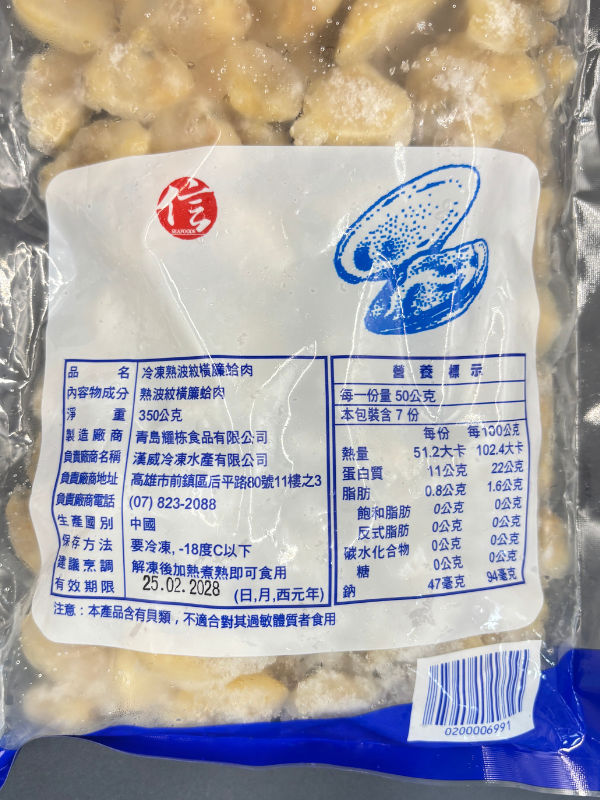 信
SEAFOODS
品名 冷凍熟波紋橫簾蛤肉
內容物成分 熟波紋橫簾蛤肉
淨重 350公克
製造廠商 青島鱷栋食品有限公司
負責廠商名稱 漢威冷凍水產有限公司
負責廠商地址 高雄市前鎮區后平路80號11樓之3
負責廠商電話 (07) 823-2088
生產國別 中國
保存方法 要冷凍, -18度C以下
建議烹調 解凍後加熱煮熟即可食用
有效期限 25.02.2028 (日,月,西元年)
注意：本產品含有貝類，不適合對其過敏體質者食用
營養標示
每一份量 50公克
本包裝含 7 份
每份 每100公克
熱量 51.2大卡 102.4大卡
蛋白質 11公克 22公克
脂肪 0.8公克 1.6公克
飽和脂肪 0公克 0公克
反式脂肪 0公克 0公克
碳水化合物 0公克 0公克
糖 0公克 0公克
鈉 47毫克 94毫克
0200006991